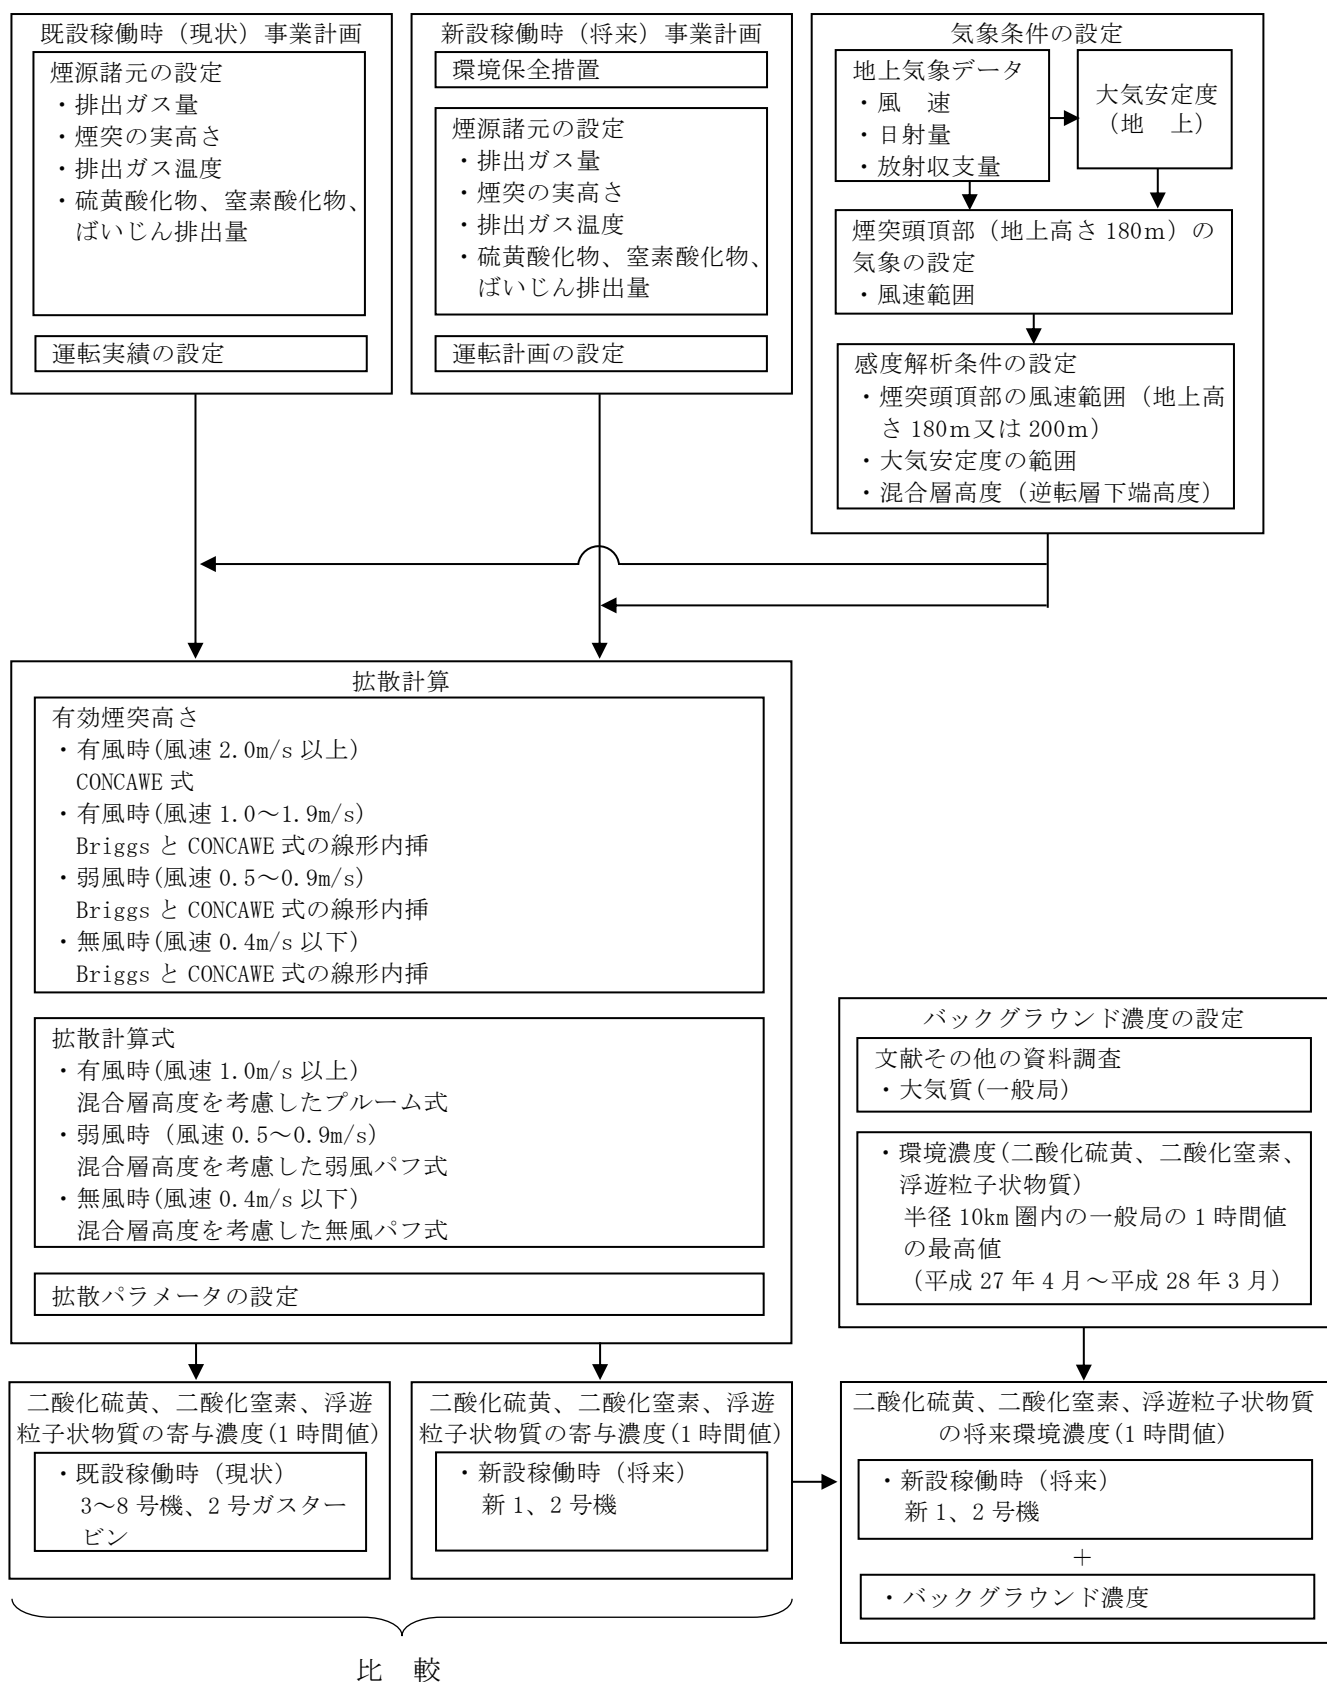 既設稼働時（現状）事業計画
煙源諸元の設定
・排出ガス量
・煙突の実高さ
・排出ガス温度
・硫黄酸化物、窒素酸化物、
ばいじん排出量
運転実績の設定
新設稼働時（将来）事業計画
環境保全措置
煙源諸元の設定
・排出ガス量
・煙突の実高さ
・排出ガス温度
・硫黄酸化物、窒素酸化物、
ばいじん排出量
運転計画の設定
気象条件の設定
地上気象データ
・風　速
・日射量
・放射収支量
大気安定度
（地　上）
煙突頭頂部（地上高さ 180m）の
気象の設定
・風速範囲
感度解析条件の設定
・煙突頭頂部の風速範囲（地上高
さ 180m又は 200m）
・大気安定度の範囲
・混合層高度（逆転層下端高度）
拡散計算
有効煙突高さ
・有風時(風速 2.0m/s 以上)
CONCAWE 式
・有風時(風速 1.0～1.9m/s)
Briggs と CONCAWE 式の線形内挿
・弱風時(風速 0.5～0.9m/s)
Briggs と CONCAWE 式の線形内挿
・無風時(風速 0.4m/s 以下)
Briggs と CONCAWE 式の線形内挿
拡散計算式
・有風時(風速 1.0m/s 以上)
混合層高度を考慮したプルーム式
・弱風時（風速 0.5～0.9m/s)
混合層高度を考慮した弱風パフ式
・無風時(風速 0.4m/s 以下)
混合層高度を考慮した無風パフ式
拡散パラメータの設定
バックグラウンド濃度の設定
文献その他の資料調査
・大気質(一般局)
・環境濃度(二酸化硫黄、二酸化窒素、
浮遊粒子状物質)
半径 10km 圏内の一般局の 1 時間値
の最高値
（平成 27 年 4 月～平成 28 年 3 月）
二酸化硫黄、二酸化窒素、浮遊
粒子状物質の寄与濃度(1 時間値)
・既設稼働時（現状）
3～8 号機、2 号ガスター
ビン
二酸化硫黄、二酸化窒素、浮遊
粒子状物質の寄与濃度(1 時間値)
・新設稼働時（将来）
新 1、2 号機
二酸化硫黄、二酸化窒素、浮遊粒子状物質
の将来環境濃度(1 時間値)
・新設稼働時（将来）
新 1、2 号機
＋
・バックグラウンド濃度
比　較